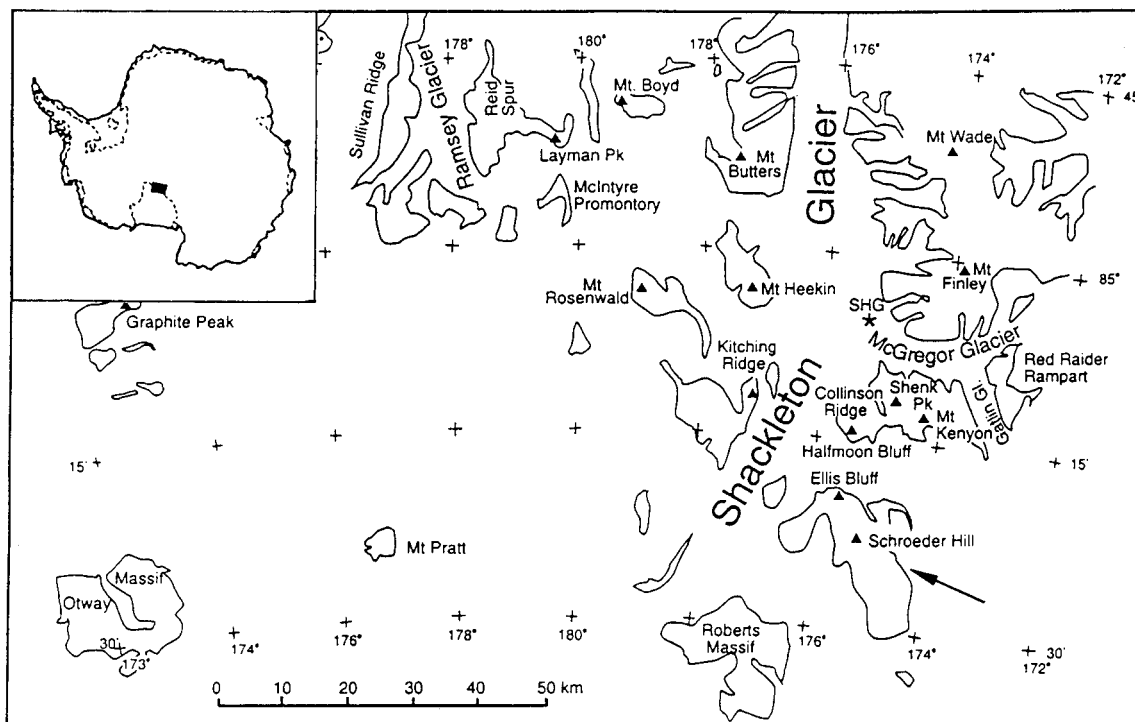 178°
180°
178°
176°
174°
172°
45'
Sullivan Ridge
Ramsey Glacier
Reid
Spur
Mt. Boyd
Layman Pk
McIntyre
Promontory
Mt
Butters
Glacier
Mt Wade
Mt
Rosenwald
Mt Heekin
Mt
Finley
85°
SHG
McGregor Glacier
Graphite Peak
Kitching
Ridge
Shackleton
Collinson
Ridge
Shenk
Pk
Mt
Kenyon
Gatlin Gl.
Red Raider
Rampart
Halfmoon Bluff
15'
15'
Ellis Bluff
Schroeder Hill
Mt Pratt
Otway
Massif
Roberts
Massif
30'
173°
174°
176°
178°
180°
176°
174°
30'
172°
0 10 20 30 40 50 km